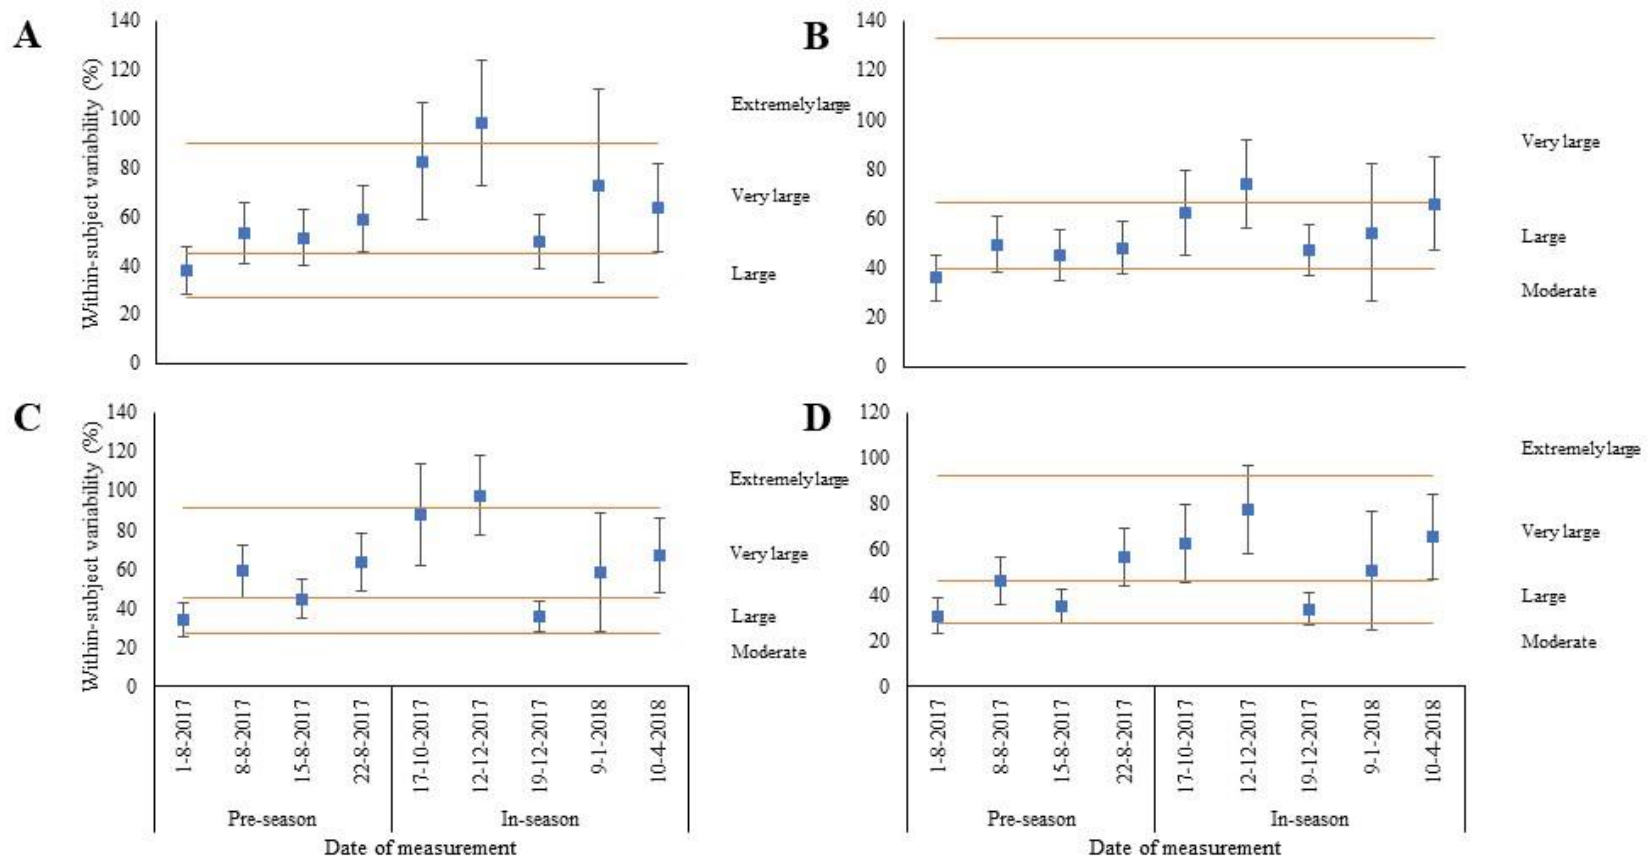 A
Within-subject variability (%)
140
120
100
80
60
40
20
0
Extremely large
Very large
Large
B
140
120
100
80
60
40
20
0
Very large
Large
Moderate
C
Within-subject variability (%)
140
120
100
80
60
40
20
0
Extremely large
Very large
Large
Moderate
1-8-2017
8-8-2017
15-8-2017
22-8-2017
17-10-2017
12-12-2017
19-12-2017
9-1-2018
10-4-2018
Pre-season
In-season
Date of measurement
D
120
100
80
60
40
20
0
Extremely large
Very large
Large
Moderate
1-8-2017
8-8-2017
15-8-2017
22-8-2017
17-10-2017
12-12-2017
19-12-2017
9-1-2018
10-4-2018
Pre-season
In-season
Date of measurement